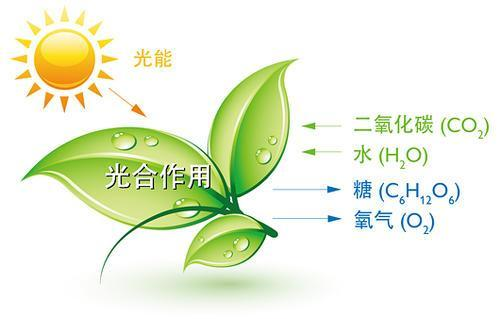 光能
二氧化碳 (CO₂)
水 (H₂O)
光合作用
糖 (C₆H₁₂O₆)
氧气 (O₂)